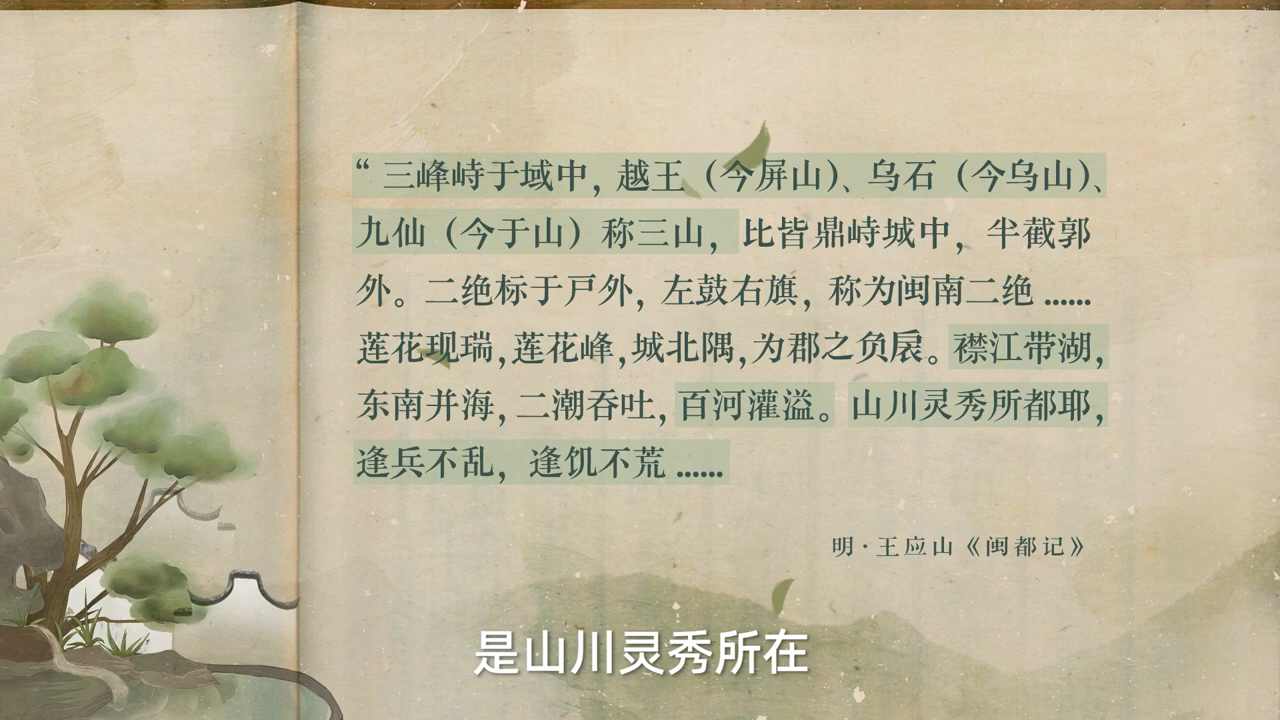 “三峰峙于域中，越王（今屏山）、乌石（今乌山）、
九仙（今于山）称三山，比皆鼎峙城中，半截郭
外。二绝标于戸外，左鼓右旗，称为闽南二绝……
莲花现瑞，莲花峰，城北隅，为郡之负扆。襟江带湖，
东南并海，二潮吞吐，百河灌溢。山川灵秀所都耶，
逢兵不乱，逢饥不荒……
明·王应山《闽都记》
是山川灵秀所在